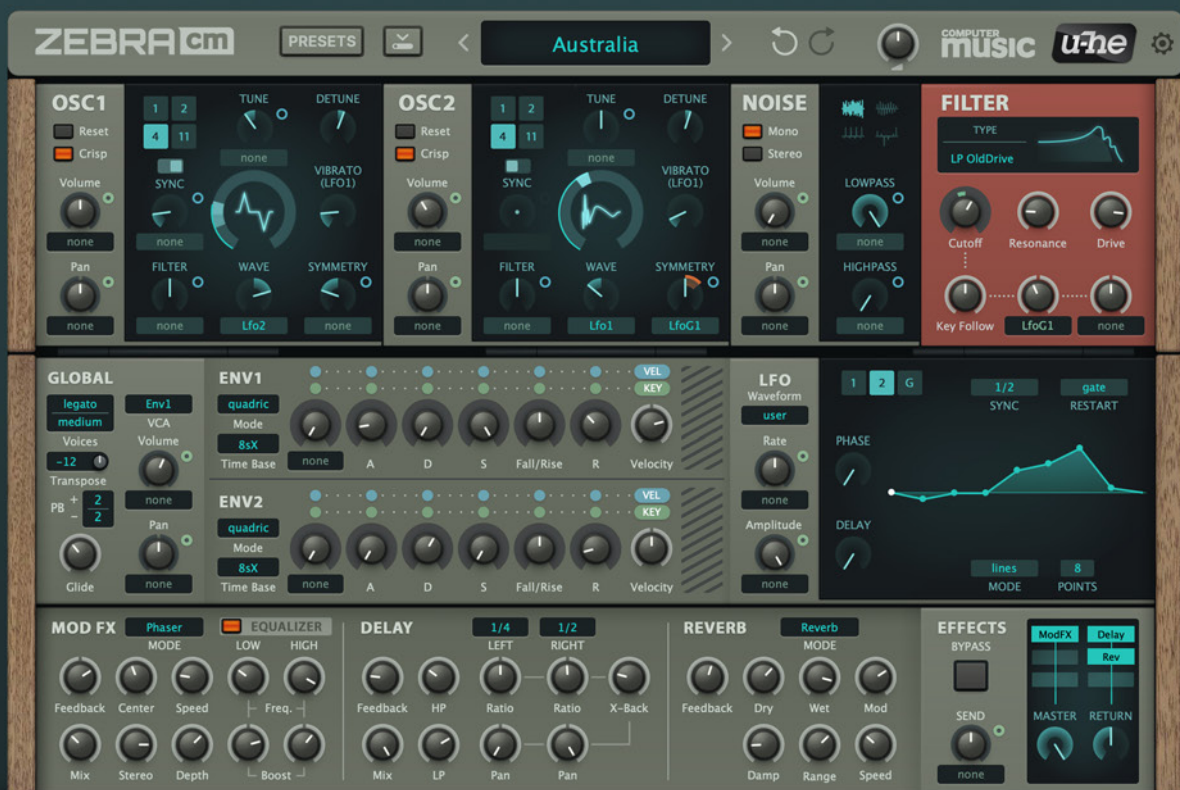 ZEBRA cm
PRESETS
Australia
COMPUTER
music
u-he
OSC1
Reset
Crisp
Volume
none
Pan
none
1 2
4 11
TUNE
none
DETUNE
SYNC
none
VIBRATO
(LFO1)
FILTER
none
WAVE
Lfo2
SYMMETRY
none
OSC2
Reset
Crisp
Volume
none
Pan
none
1 2
4 11
TUNE
none
DETUNE
SYNC
VIBRATO
(LFO1)
FILTER
none
WAVE
Lfo1
SYMMETRY
LfoG1
NOISE
Mono
Stereo
Volume
none
Pan
none
LOWPASS
none
HIGHPASS
none
FILTER
TYPE
LP OldDrive
Cutoff
Resonance
Drive
Key Follow
LfoG1
none
GLOBAL
legato
medium
Voices
-12
Transpose
PB + 2
- 2
Glide
Env1
VCA
Volume
none
Pan
none
ENV1
quadric
Mode
8sX
Time Base
none
A
D
S
Fall/Rise
R
VEL
KEY
Velocity
ENV2
quadric
Mode
8sX
Time Base
none
A
D
S
Fall/Rise
R
VEL
KEY
Velocity
LFO
Waveform
user
Rate
none
Amplitude
none
1 2 G
1/2
SYNC
gate
RESTART
PHASE
DELAY
lines
MODE
8
POINTS
MOD FX
Phaser
MODE
EQUALIZER
LOW
HIGH
Feedback
Center
Speed
Freq.
Mix
Stereo
Depth
Boost
DELAY
1/4
LEFT
1/2
RIGHT
Feedback
HP
Ratio
Ratio
X-Back
Mix
LP
Pan
Pan
REVERB
Reverb
MODE
Feedback
Dry
Wet
Mod
Damp
Range
Speed
EFFECTS
BYPASS
SEND
none
ModFX
Delay
Rev
MASTER
RETURN